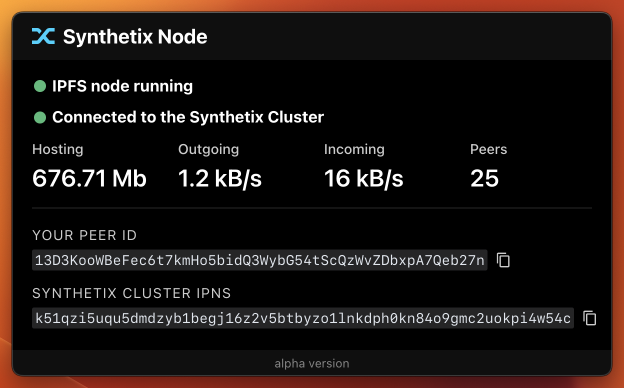 Synthetix Node
IPFS node running
Connected to the Synthetix Cluster
Hosting Outgoing Incoming Peers
676.71 Mb 1.2 kB/s 16 kB/s 25
YOUR PEER ID
13D3KooWBeFec6t7kmHo5bidQ3WybG54tScQzWvZDbxpA7Qeb27n
SYNTHETIX CLUSTER IPNS
k51qzi5uqu5dmdzyb1begj16z2v5btbyzo1lnkdph0kn84o9gmc2uokpi4w54c
alpha version